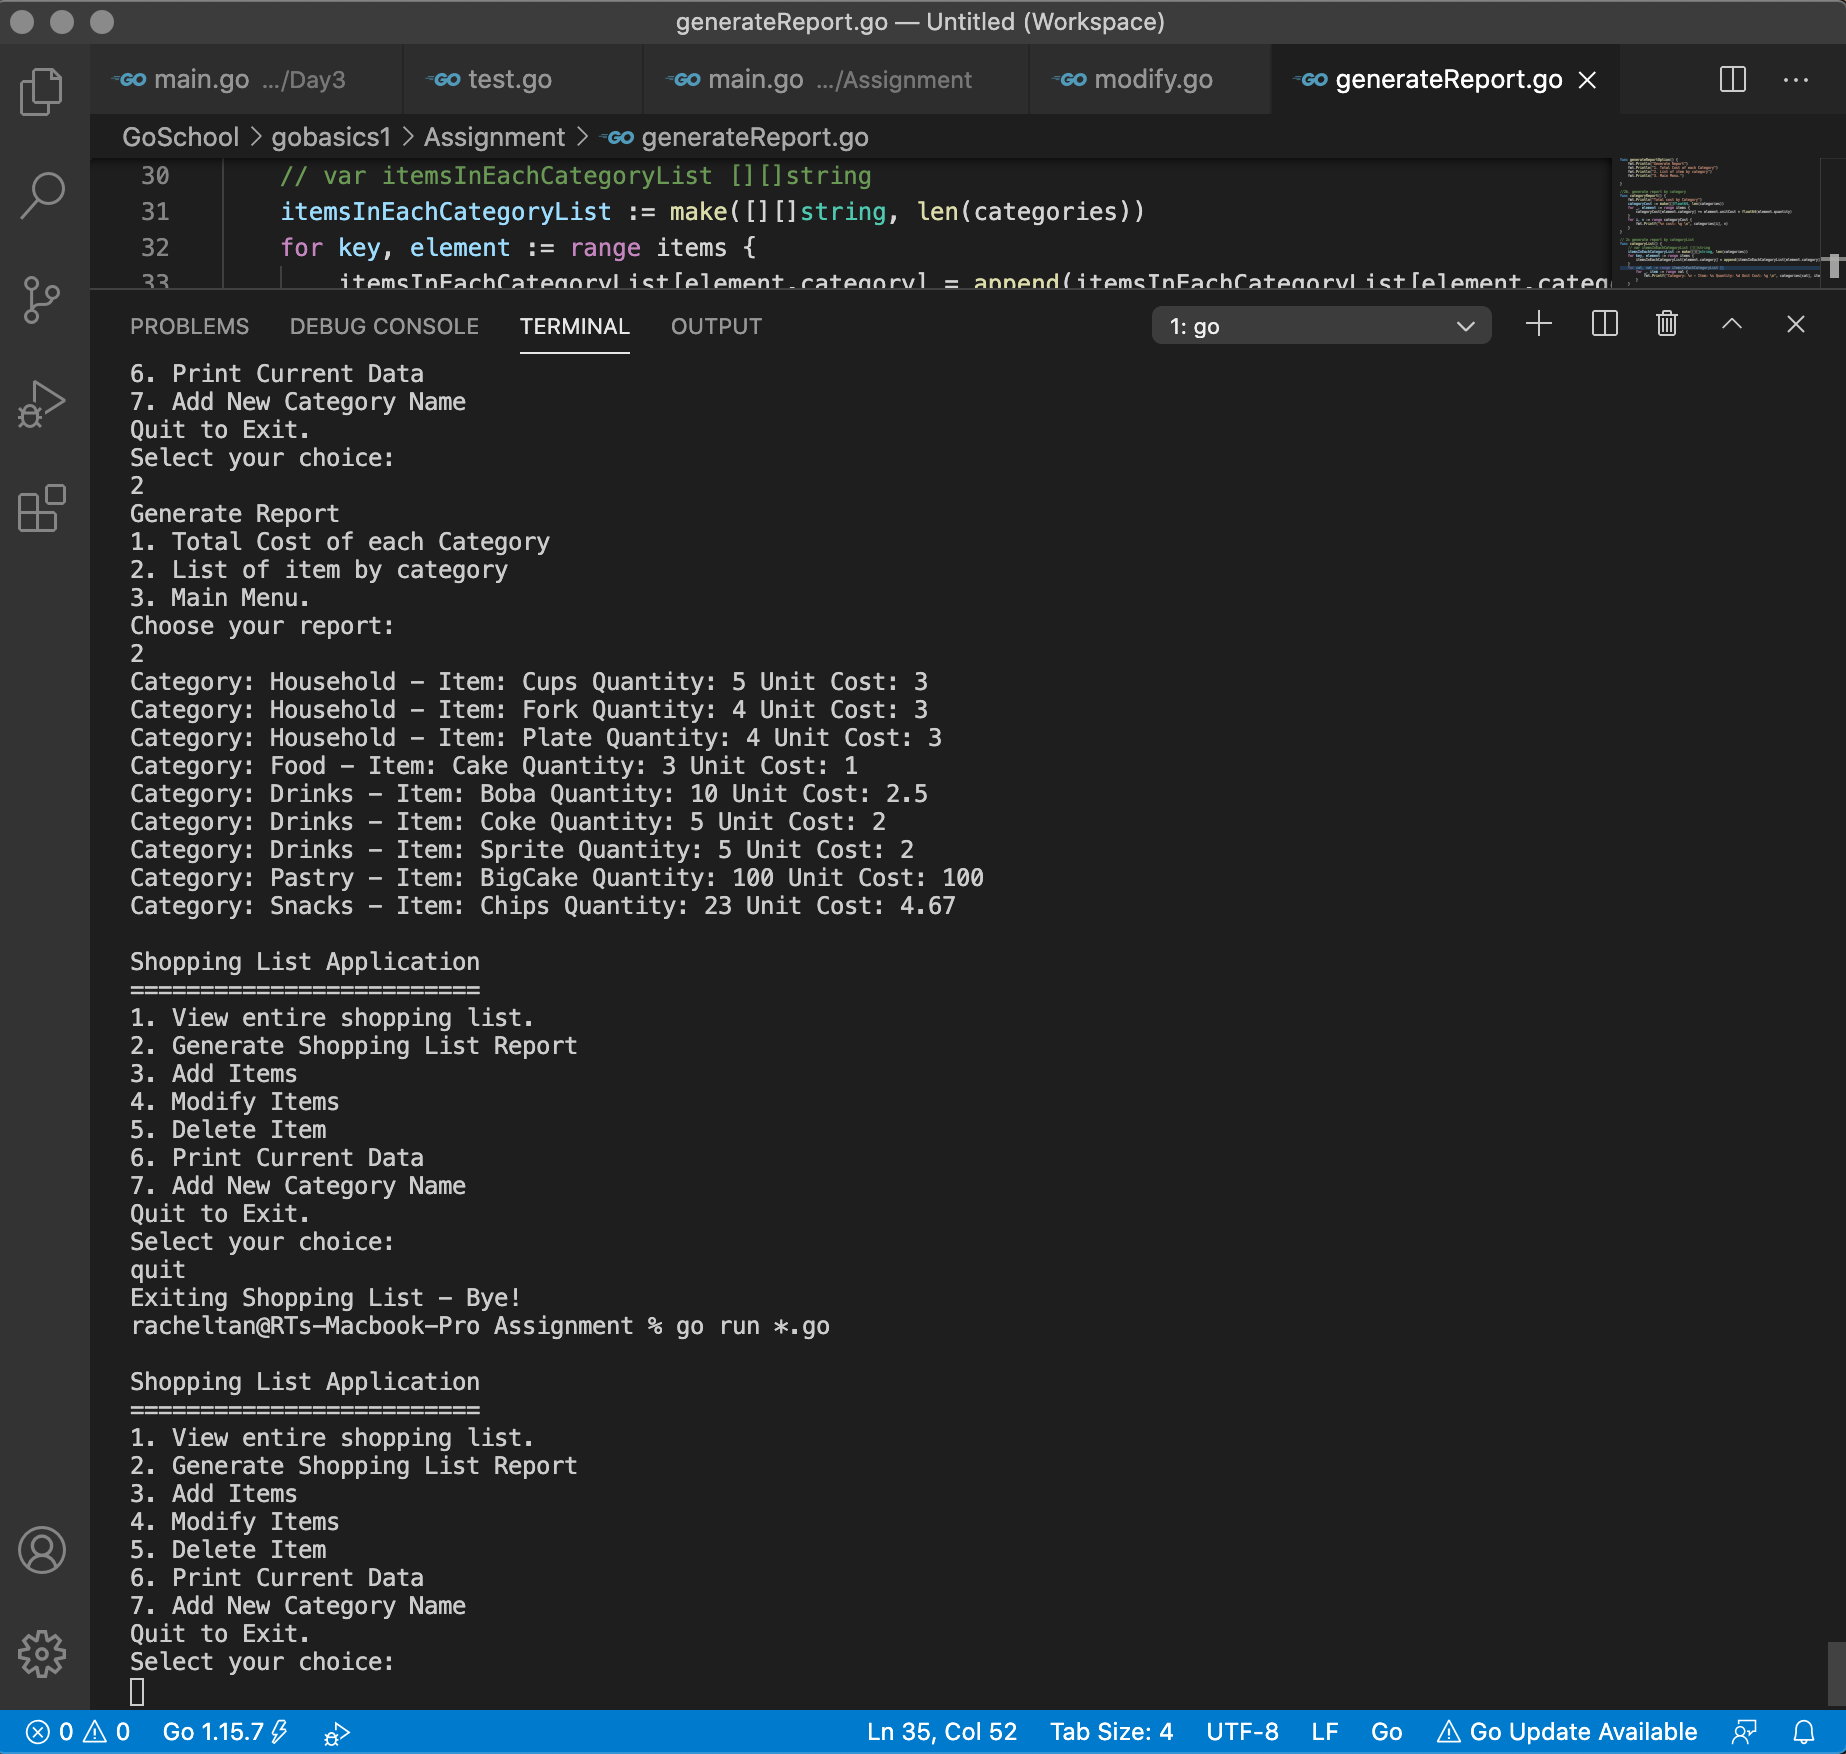 generateReport.go — Untitled (Workspace)
GO main.go .../Day3 GO test.go GO main.go .../Assignment GO modify.go GO generateReport.go
GoSchool > gobasics1 > Assignment > GO generateReport.go
30 // var itemsInEachCategoryList [][]string
31 itemsInEachCategoryList := make([][]string, len(categories))
32 for key, element := range items {
33 itemsInEachCategoryList[element.category] = append(itemsInEachCategoryList[element.categ
PROBLEMS DEBUG CONSOLE TERMINAL OUTPUT 1: go
6. Print Current Data
7. Add New Category Name
Quit to Exit.
Select your choice:
2
Generate Report
1. Total Cost of each Category
2. List of item by category
3. Main Menu.
Choose your report:
2
Category: Household - Item: Cups Quantity: 5 Unit Cost: 3
Category: Household - Item: Fork Quantity: 4 Unit Cost: 3
Category: Household - Item: Plate Quantity: 4 Unit Cost: 3
Category: Food - Item: Cake Quantity: 3 Unit Cost: 1
Category: Drinks - Item: Boba Quantity: 10 Unit Cost: 2.5
Category: Drinks - Item: Coke Quantity: 5 Unit Cost: 2
Category: Drinks - Item: Sprite Quantity: 5 Unit Cost: 2
Category: Pastry - Item: BigCake Quantity: 100 Unit Cost: 100
Category: Snacks - Item: Chips Quantity: 23 Unit Cost: 4.67
Shopping List Application
=========================
1. View entire shopping list.
2. Generate Shopping List Report
3. Add Items
4. Modify Items
5. Delete Item
6. Print Current Data
7. Add New Category Name
Quit to Exit.
Select your choice:
quit
Exiting Shopping List - Bye!
racheltan@RTs-Macbook-Pro Assignment % go run *.go
Shopping List Application
=========================
1. View entire shopping list.
2. Generate Shopping List Report
3. Add Items
4. Modify Items
5. Delete Item
6. Print Current Data
7. Add New Category Name
Quit to Exit.
Select your choice:
0 0 Go 1.15.7 Ln 35, Col 52 Tab Size: 4 UTF-8 LF Go Go Update Available